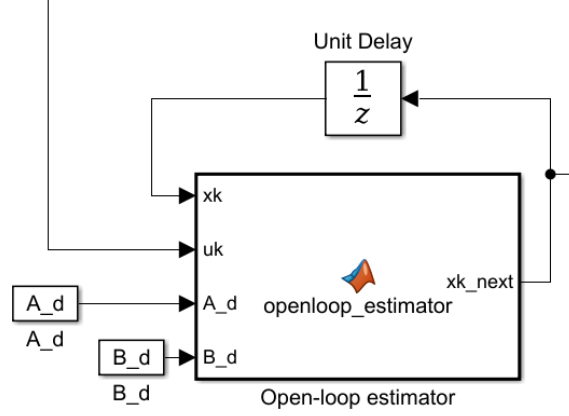 Unit Delay
1
z
xk
uk
xk_next
openloop_estimator
A_d
A_d
A_d
B_d
B_d
B_d
Open-loop estimator